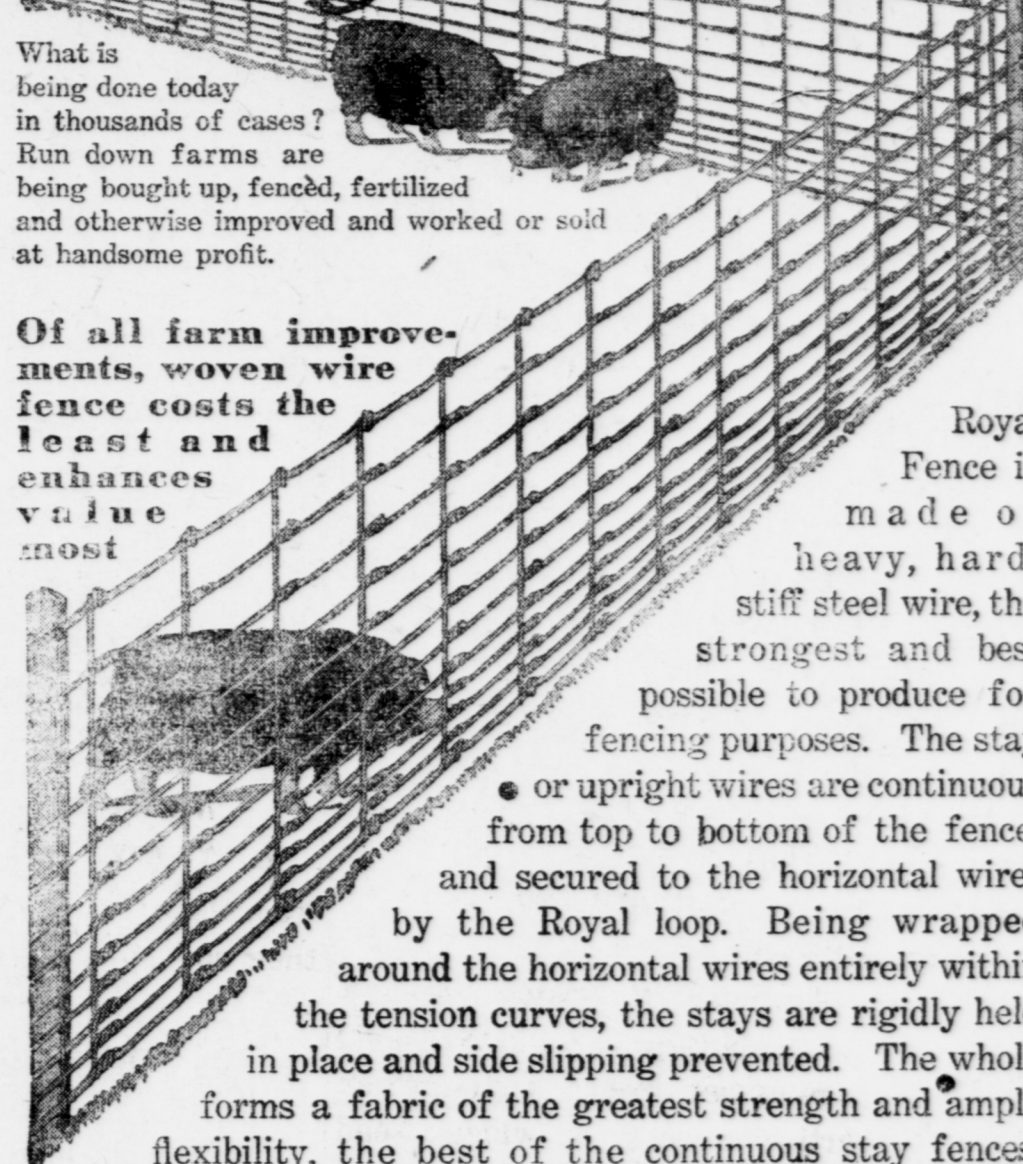 What is
being done today
in thousands of cases?
Run down farms are
being bought up, fenced, fertilized
and otherwise improved and worked or sold
at handsome profit.
Of all farm improve-
ments, woven wire
fence costs the
least and
enhances
value
most
Roya
Fence i
made o
heavy, hard
stiff steel wire, th
strongest and bes
possible to produce fo
fencing purposes. The sta
or upright wires are continuou
from top to bottom of the fence
and secured to the horizontal wire
by the Royal loop. Being wrappe
around the horizontal wires entirely withi
the tension curves, the stays are rigidly hel
in place and side slipping prevented. The whol
forms a fabric of the greatest strength and ampl
flexibility, the best of the continuous stay fence